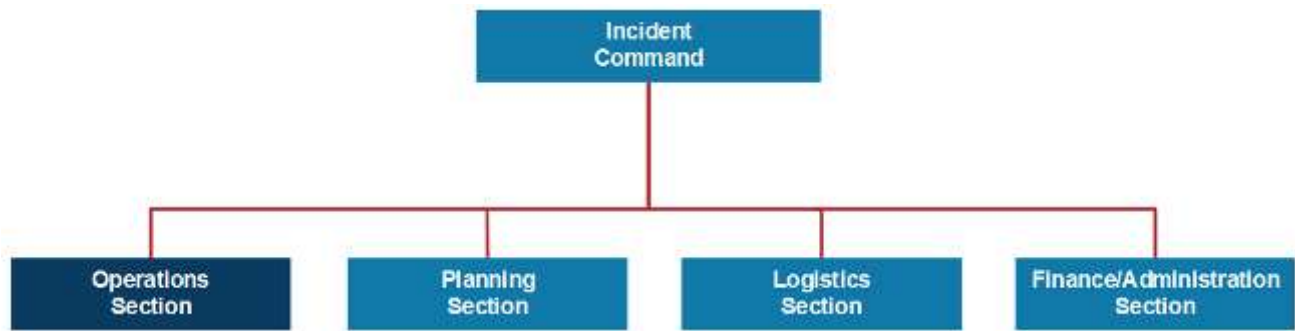 Incident
Command
Operations
Section
Planning
Section
Logistics
Section
Finance/Administration
Section